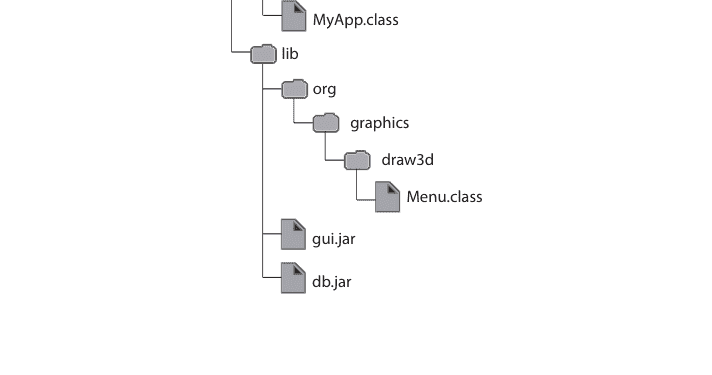 MyApp.class
lib
org
graphics
draw3d
Menu.class
gui.jar
db.jar